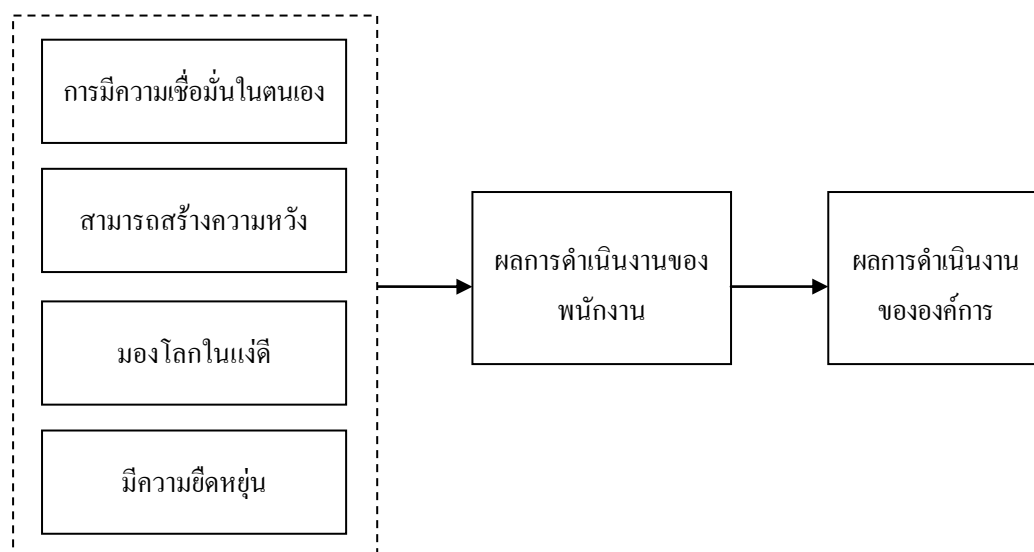 การมีความเชื่อมั่นในตนเอง
สามารถสร้างความหวัง
มองโลกในแง่ดี
มีความยืดหยุ่น
ผลการดำเนินงานของ
พนักงาน
ผลการดำเนินงาน
ขององค์การ